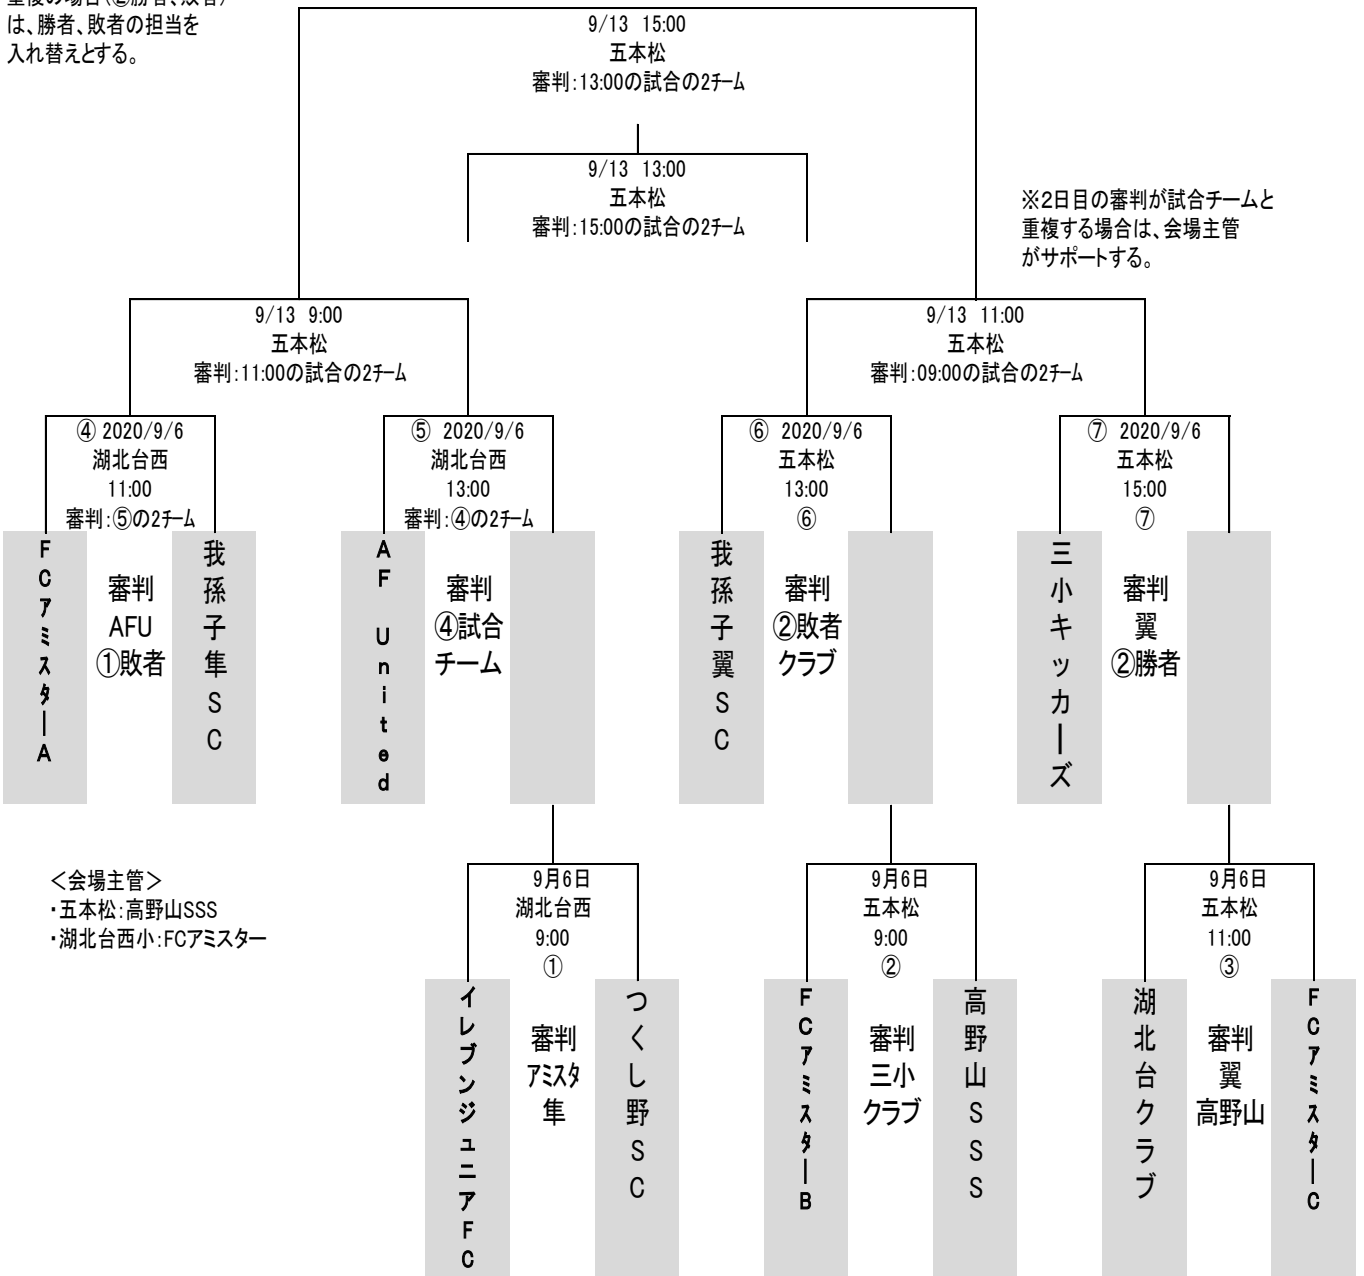 は、勝者、敗者の担当を
入れ替えとする。
9/13 15:00
五本松
審判:13:00の試合の2チーム
9/13 13:00
五本松
審判:15:00の試合の2チーム
※2日目の審判が試合チームと
重複する場合は、会場主管
がサポートする。
9/13 9:00
五本松
審判:11:00の試合の2チーム
9/13 11:00
五本松
審判:09:00の試合の2チーム
④ 2020/9/6
湖北台西
11:00
審判:⑤の2チーム
⑤ 2020/9/6
湖北台西
13:00
審判:④の2チーム
⑥ 2020/9/6
五本松
13:00
⑥
⑦ 2020/9/6
五本松
15:00
⑦
FCアミスターA
審判
AFU
①敗者
我孫子隼SC
AF United
審判
④試合
チーム
我孫子翼SC
審判
②敗者
クラブ
三小キッカーズ
審判
翼
②勝者
<会場主管>
・五本松:高野山SSS
・湖北台西小:FCアミスター
9月6日
湖北台西
9:00
①
9月6日
五本松
9:00
②
9月6日
五本松
11:00
③
イレブンジュニアFC
審判
アミスタ
隼
つくし野SC
FCアミスターB
審判
三小
クラブ
高野山SSS
湖北台クラブ
審判
翼
高野山
FCアミスターC